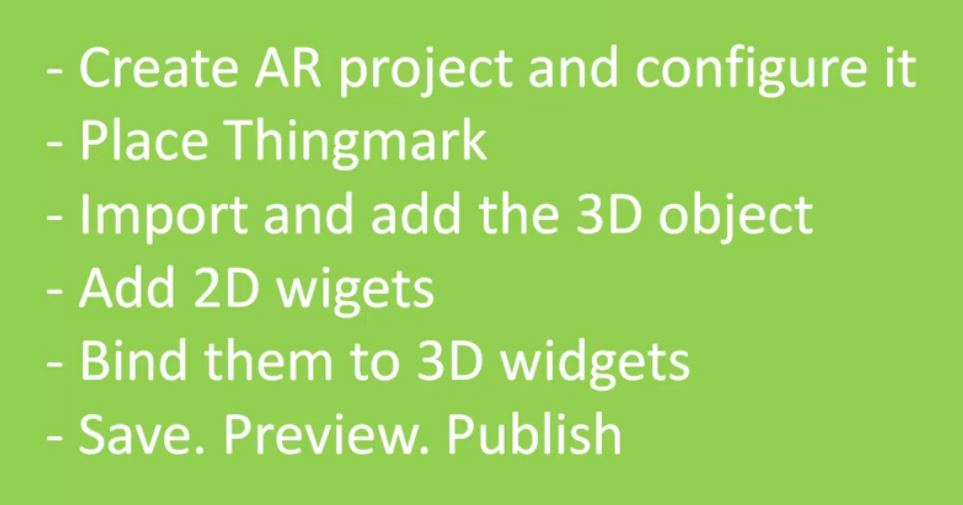 - Create AR project and configure it
- Place Thingmark
- Import and add the 3D object
- Add 2D wigets
- Bind them to 3D widgets
- Save. Preview. Publish